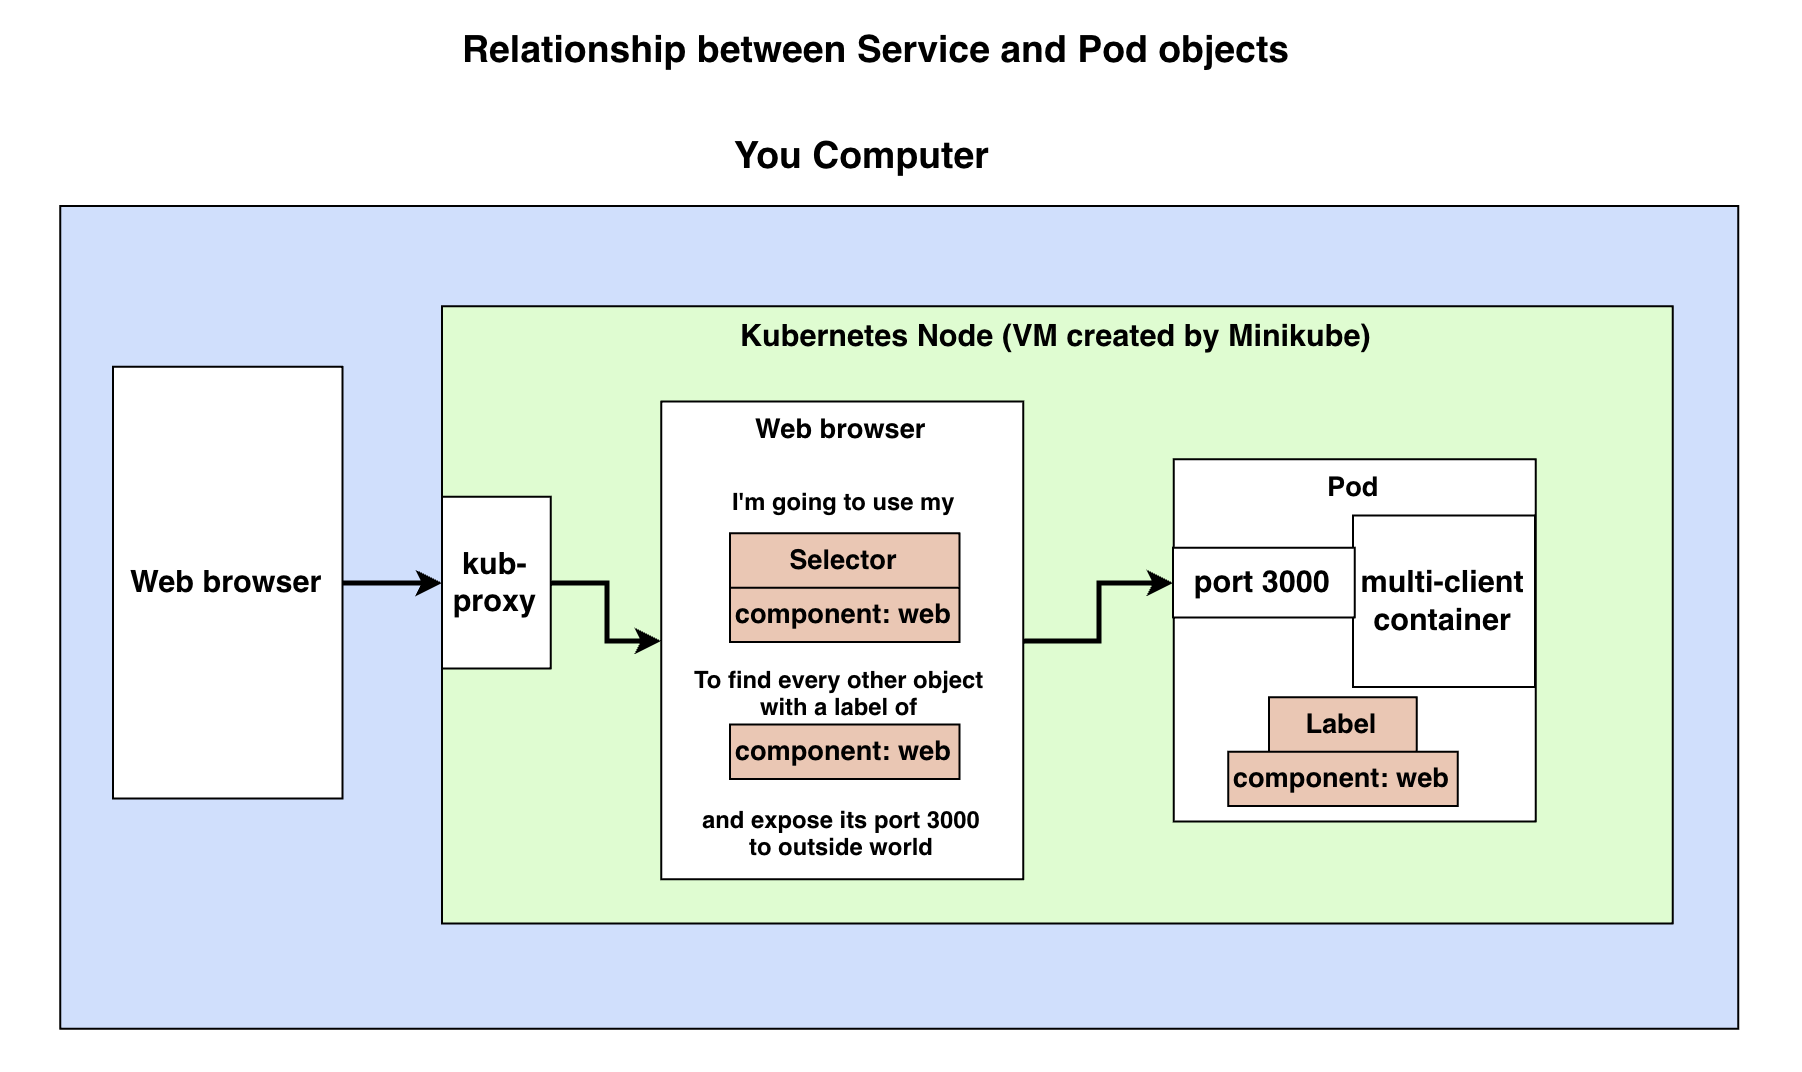 Relationship between Service and Pod objects
You Computer
Kubernetes Node (VM created by Minikube)
Web browser
kub-
proxy
Web browser
I'm going to use my
Selector
component: web
To find every other object
with a label of
component: web
and expose its port 3000
to outside world
Pod
port 3000
multi-client
container
Label
component: web